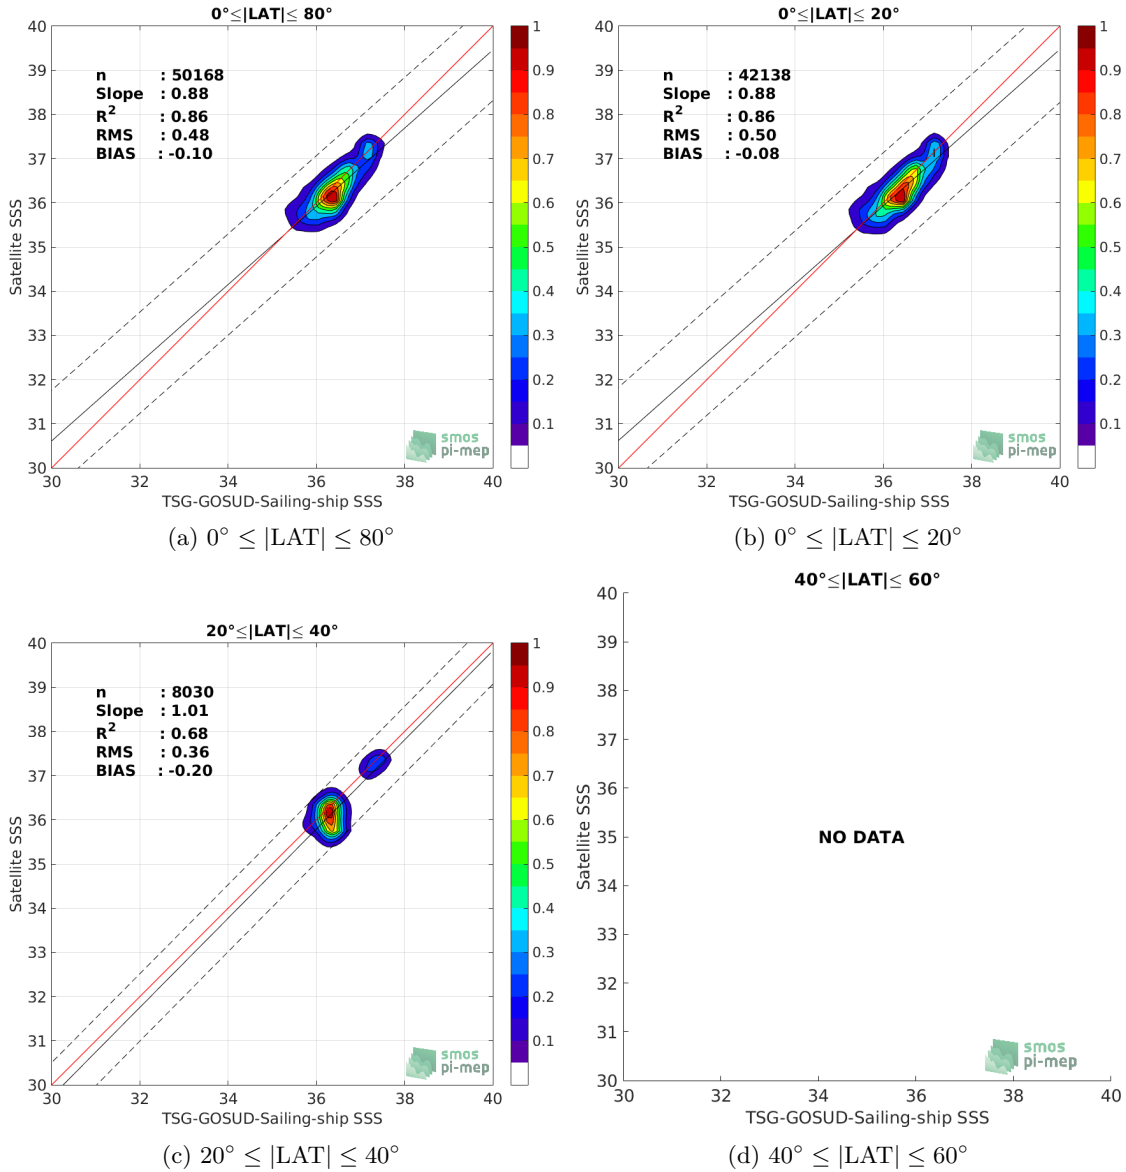 0°≤|LAT|≤ 80°
40
39
38
37
36
35
34
33
32
31
30
Satellite SSS
n : 50168
Slope : 0.88
R² : 0.86
RMS : 0.48
BIAS : -0.10
smos
pi-mep
30 32 34 36 38 40
TSG-GOSUD-Sailing-ship SSS
1
0.9
0.8
0.7
0.6
0.5
0.4
0.3
0.2
0.1
(a) 0° ≤ |LAT| ≤ 80°
0°≤|LAT|≤ 20°
40
39
38
37
36
35
34
33
32
31
30
Satellite SSS
n : 42138
Slope : 0.88
R² : 0.86
RMS : 0.50
BIAS : -0.08
smos
pi-mep
30 32 34 36 38 40
TSG-GOSUD-Sailing-ship SSS
1
0.9
0.8
0.7
0.6
0.5
0.4
0.3
0.2
0.1
(b) 0° ≤ |LAT| ≤ 20°
20°≤|LAT|≤ 40°
40
39
38
37
36
35
34
33
32
31
30
Satellite SSS
n : 8030
Slope : 1.01
R² : 0.68
RMS : 0.36
BIAS : -0.20
smos
pi-mep
30 32 34 36 38 40
TSG-GOSUD-Sailing-ship SSS
1
0.9
0.8
0.7
0.6
0.5
0.4
0.3
0.2
0.1
(c) 20° ≤ |LAT| ≤ 40°
40°≤|LAT|≤ 60°
40
39
38
37
36
35
34
33
32
31
30
Satellite SSS
NO DATA
smos
pi-mep
30 32 34 36 38 40
TSG-GOSUD-Sailing-ship SSS
(d) 40° ≤ |LAT| ≤ 60°